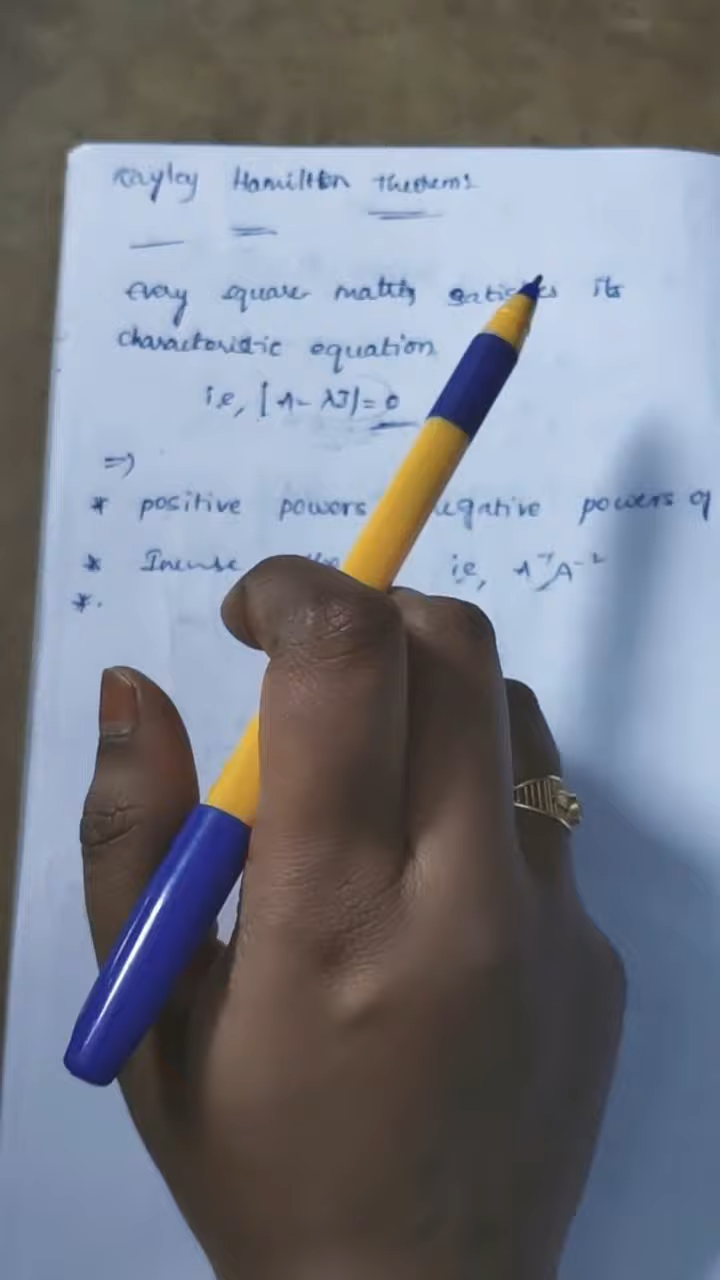 Cayley Hamilton Theorem:
Every square matrix satisfies its
characteristic equation
i.e, |A - λI| = 0
=>
* positive powers negative powers of
* Inverse i.e, A⁻¹, A⁻²
*.